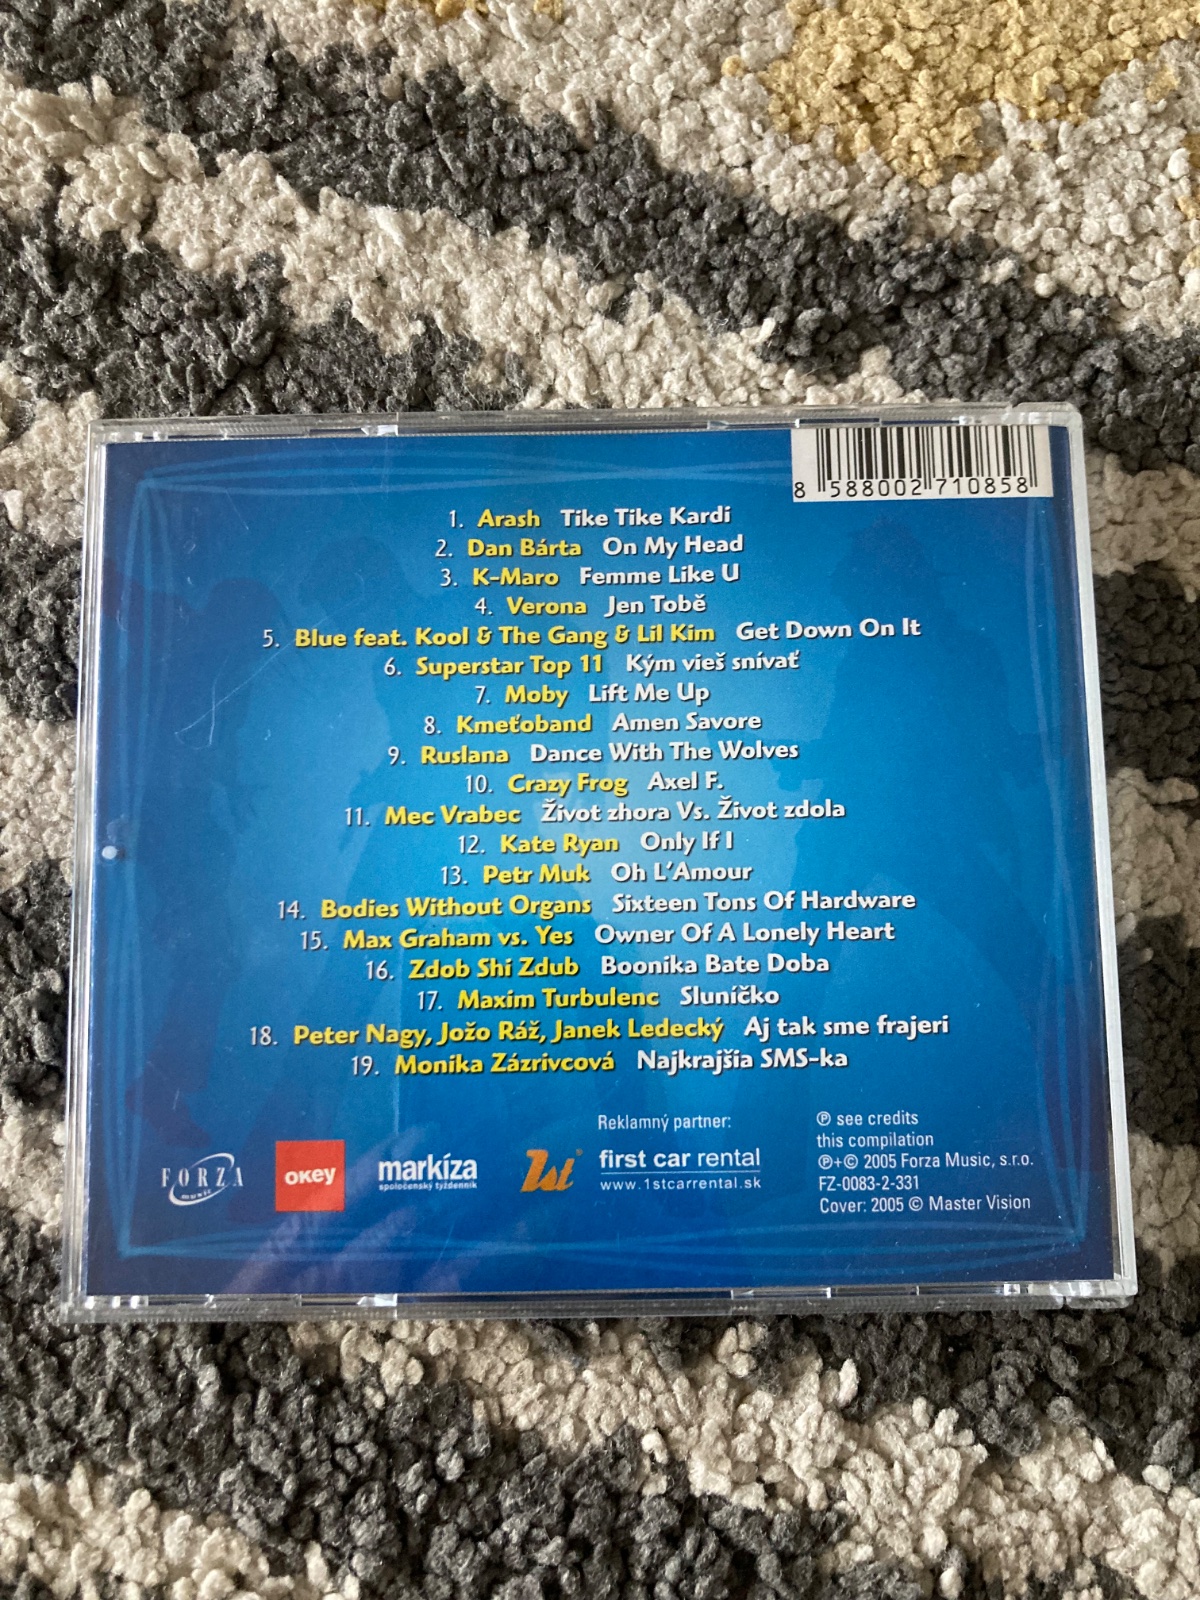 8 588002 710858
1. Arash Tike Tike Kardi
2. Dan Bárta On My Head
3. K-Maro Femme Like U
4. Verona Jen Tobě
5. Blue feat. Kool & The Gang & Lil Kim Get Down On It
6. Superstar Top 11 Kým vieš snívať
7. Moby Lift Me Up
8. Kmeťoband Amen Savore
9. Ruslana Dance With The Wolves
10. Crazy Frog Axel F.
11. Mec Vrabec Život zhora Vs. Život zdola
12. Kate Ryan Only If I
13. Petr Muk Oh L'Amour
14. Bodies Without Organs Sixteen Tons Of Hardware
15. Max Graham vs. Yes Owner Of A Lonely Heart
16. Zdob Shi Zdub Boonika Bate Doba
17. Maxim Turbulenc Sluníčko
18. Peter Nagy, Jožo Ráž, Janek Ledecký Aj tak sme frajeri
19. Monika Zázrivcová Najkrajšia SMS-ka
FORZA
music
OKEY
markíza
spoločenský týždenník
Reklamný partner:
1st®
first car rental
www.1stcarrental.sk
℗ see credits
this compilation
℗+© 2005 Forza Music, s.r.o.
FZ-0083-2-331
Cover: 2005 © Master Vision